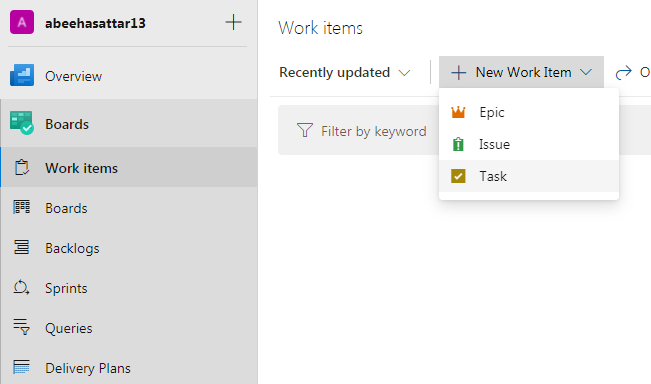 A abeehasattar13
Overview
Boards
Work items
Boards
Backlogs
Sprints
Queries
Delivery Plans
Work items
Recently updated New Work Item O
Filter by keyword
Epic
Issue
Task